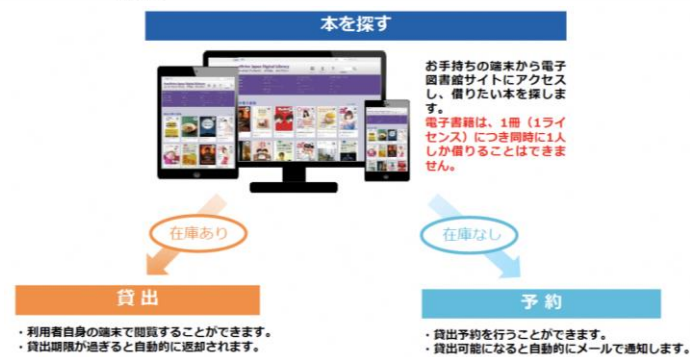 本を探す
お手持ちの端末から電子
図書館サイトにアクセス
し、借りたい本を探しま
す。
電子書籍は、1冊（1ライ
センス）につき同時に1人
しか借りることはできま
せん。
在庫あり
在庫なし
貸 出
予 約
・利用者自身の端末で閲覧することができます。
・貸出期限が過ぎると自動的に返却されます。
・貸出予約を行うことができます。
・貸出可能になると自動的にメールで通知します。